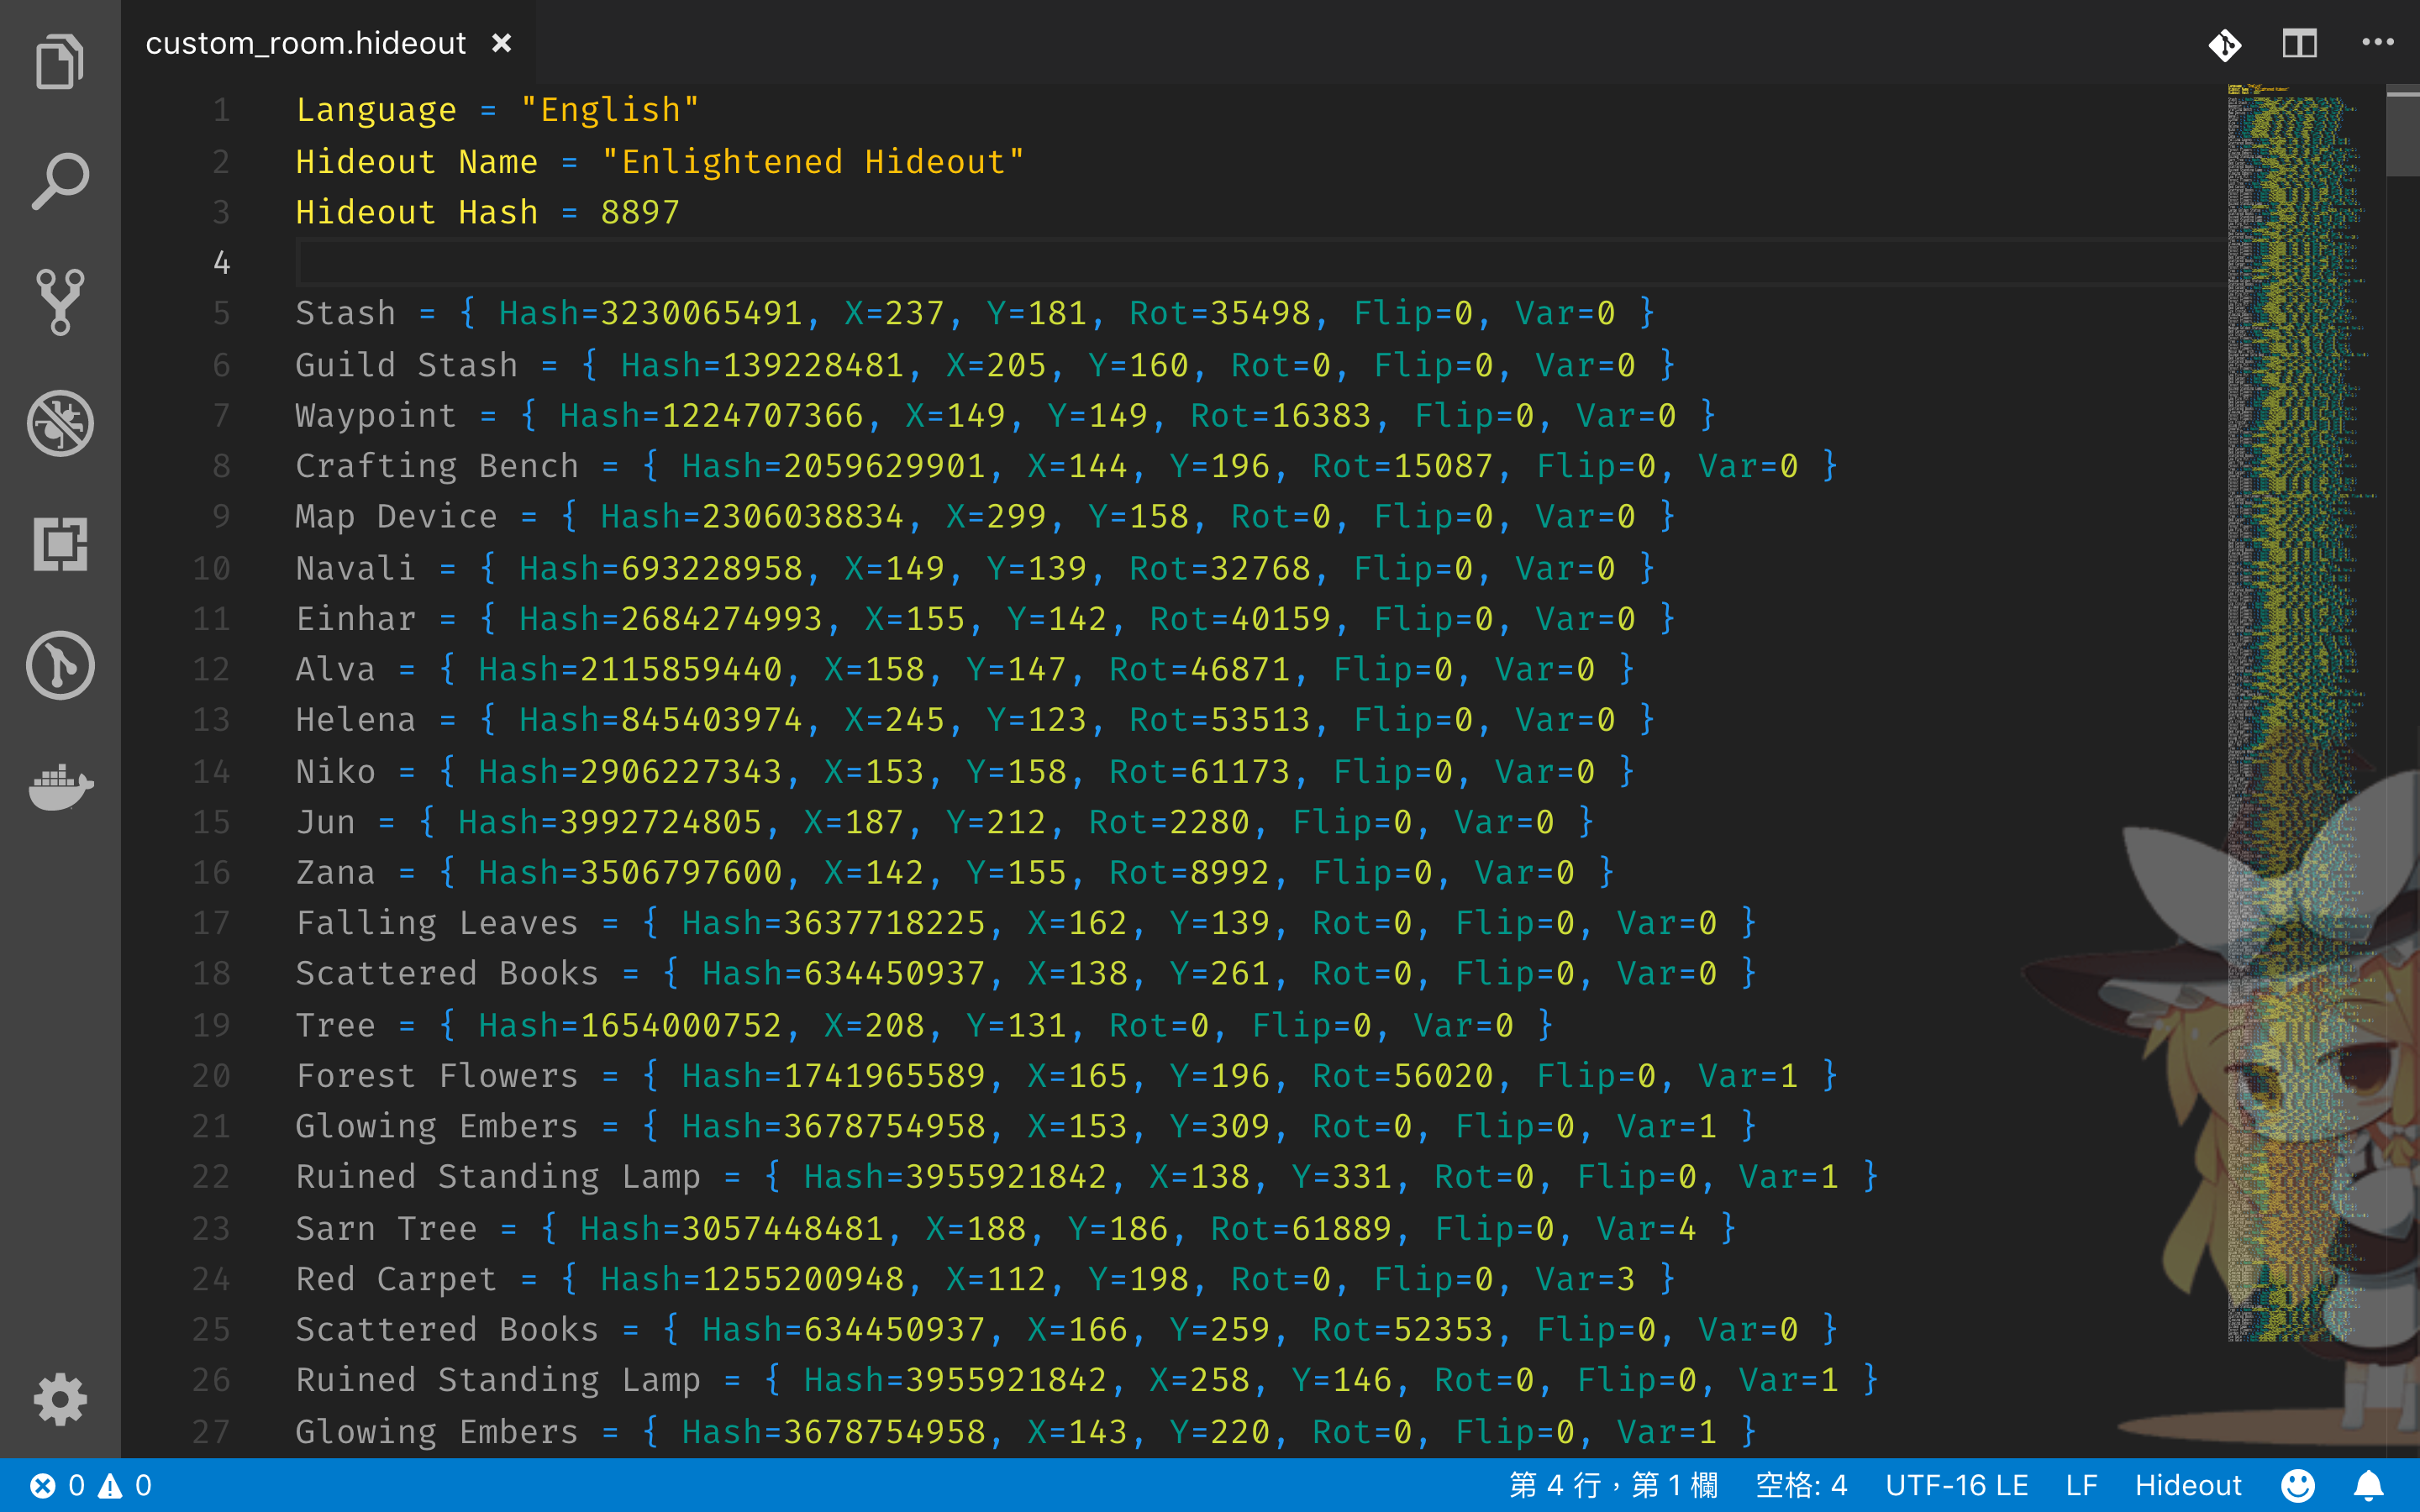 custom_room.hideout
1 Language = "English"
2 Hideout Name = "Enlightened Hideout"
3 Hideout Hash = 8897
4
5 Stash = { Hash=3230065491, X=237, Y=181, Rot=35498, Flip=0, Var=0 }
6 Guild Stash = { Hash=139228481, X=205, Y=160, Rot=0, Flip=0, Var=0 }
7 Waypoint = { Hash=1224707366, X=149, Y=149, Rot=16383, Flip=0, Var=0 }
8 Crafting Bench = { Hash=2059629901, X=144, Y=196, Rot=15087, Flip=0, Var=0 }
9 Map Device = { Hash=2306038834, X=299, Y=158, Rot=0, Flip=0, Var=0 }
10 Navali = { Hash=693228958, X=149, Y=139, Rot=32768, Flip=0, Var=0 }
11 Einhar = { Hash=2684274993, X=155, Y=142, Rot=40159, Flip=0, Var=0 }
12 Alva = { Hash=2115859440, X=158, Y=147, Rot=46871, Flip=0, Var=0 }
13 Helena = { Hash=845403974, X=245, Y=123, Rot=53513, Flip=0, Var=0 }
14 Niko = { Hash=2906227343, X=153, Y=158, Rot=61173, Flip=0, Var=0 }
15 Jun = { Hash=3992724805, X=187, Y=212, Rot=2280, Flip=0, Var=0 }
16 Zana = { Hash=3506797600, X=142, Y=155, Rot=8992, Flip=0, Var=0 }
17 Falling Leaves = { Hash=3637718225, X=162, Y=139, Rot=0, Flip=0, Var=0 }
18 Scattered Books = { Hash=634450937, X=138, Y=261, Rot=0, Flip=0, Var=0 }
19 Tree = { Hash=1654000752, X=208, Y=131, Rot=0, Flip=0, Var=0 }
20 Forest Flowers = { Hash=1741965589, X=165, Y=196, Rot=56020, Flip=0, Var=1 }
21 Glowing Embers = { Hash=3678754958, X=153, Y=309, Rot=0, Flip=0, Var=1 }
22 Ruined Standing Lamp = { Hash=3955921842, X=138, Y=331, Rot=0, Flip=0, Var=1 }
23 Sarn Tree = { Hash=3057448481, X=188, Y=186, Rot=61889, Flip=0, Var=4 }
24 Red Carpet = { Hash=1255200948, X=112, Y=198, Rot=0, Flip=0, Var=3 }
25 Scattered Books = { Hash=634450937, X=166, Y=259, Rot=52353, Flip=0, Var=0 }
26 Ruined Standing Lamp = { Hash=3955921842, X=258, Y=146, Rot=0, Flip=0, Var=1 }
27 Glowing Embers = { Hash=3678754958, X=143, Y=220, Rot=0, Flip=0, Var=1 }
0 0 第 4 行，第 1 欄 空格: 4 UTF-16 LE LF Hideout